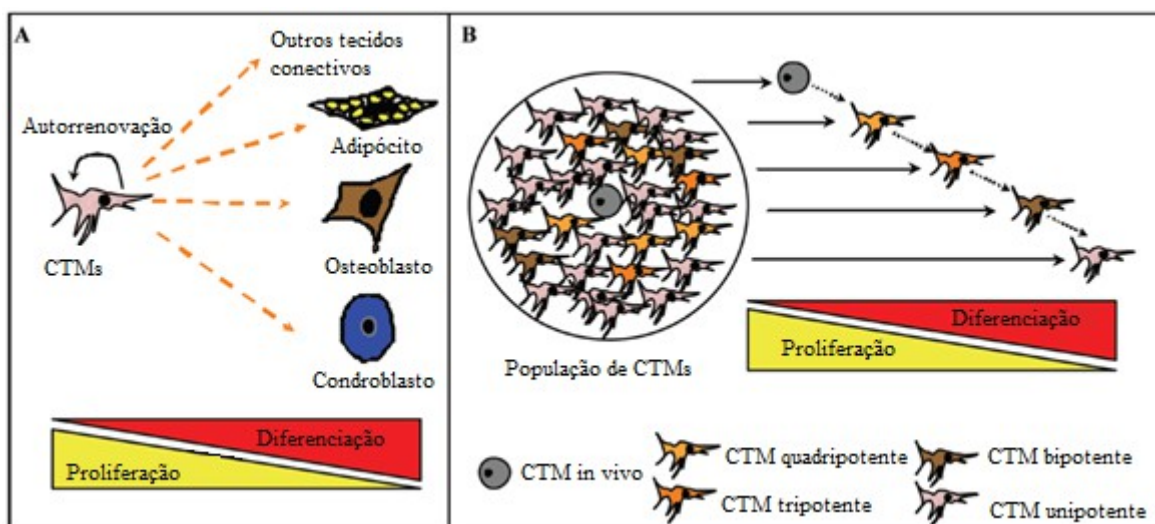 A
Outros tecidos
conectivos
Autorrenovação
Adipócito
CTMs
Osteoblasto
Condroblasto
Diferenciação
Proliferação
B
População de CTMs
Diferenciação
Proliferação
CTM in vivo
CTM quadripotente
CTM tripotente
CTM bipotente
CTM unipotente